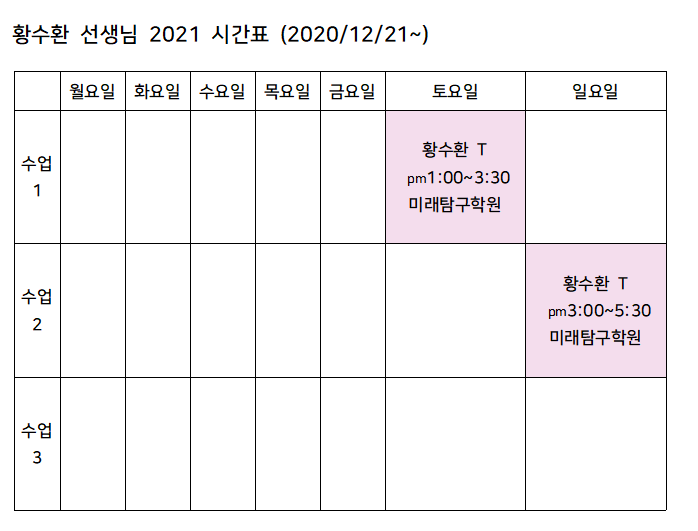 황수환 선생님 2021 시간표 (2020/12/21~)
월요일 화요일 수요일 목요일 금요일 토요일 일요일
수업
1
황수환 T
pm1:00~3:30
미래탐구학원
수업
2
황수환 T
pm3:00~5:30
미래탐구학원
수업
3